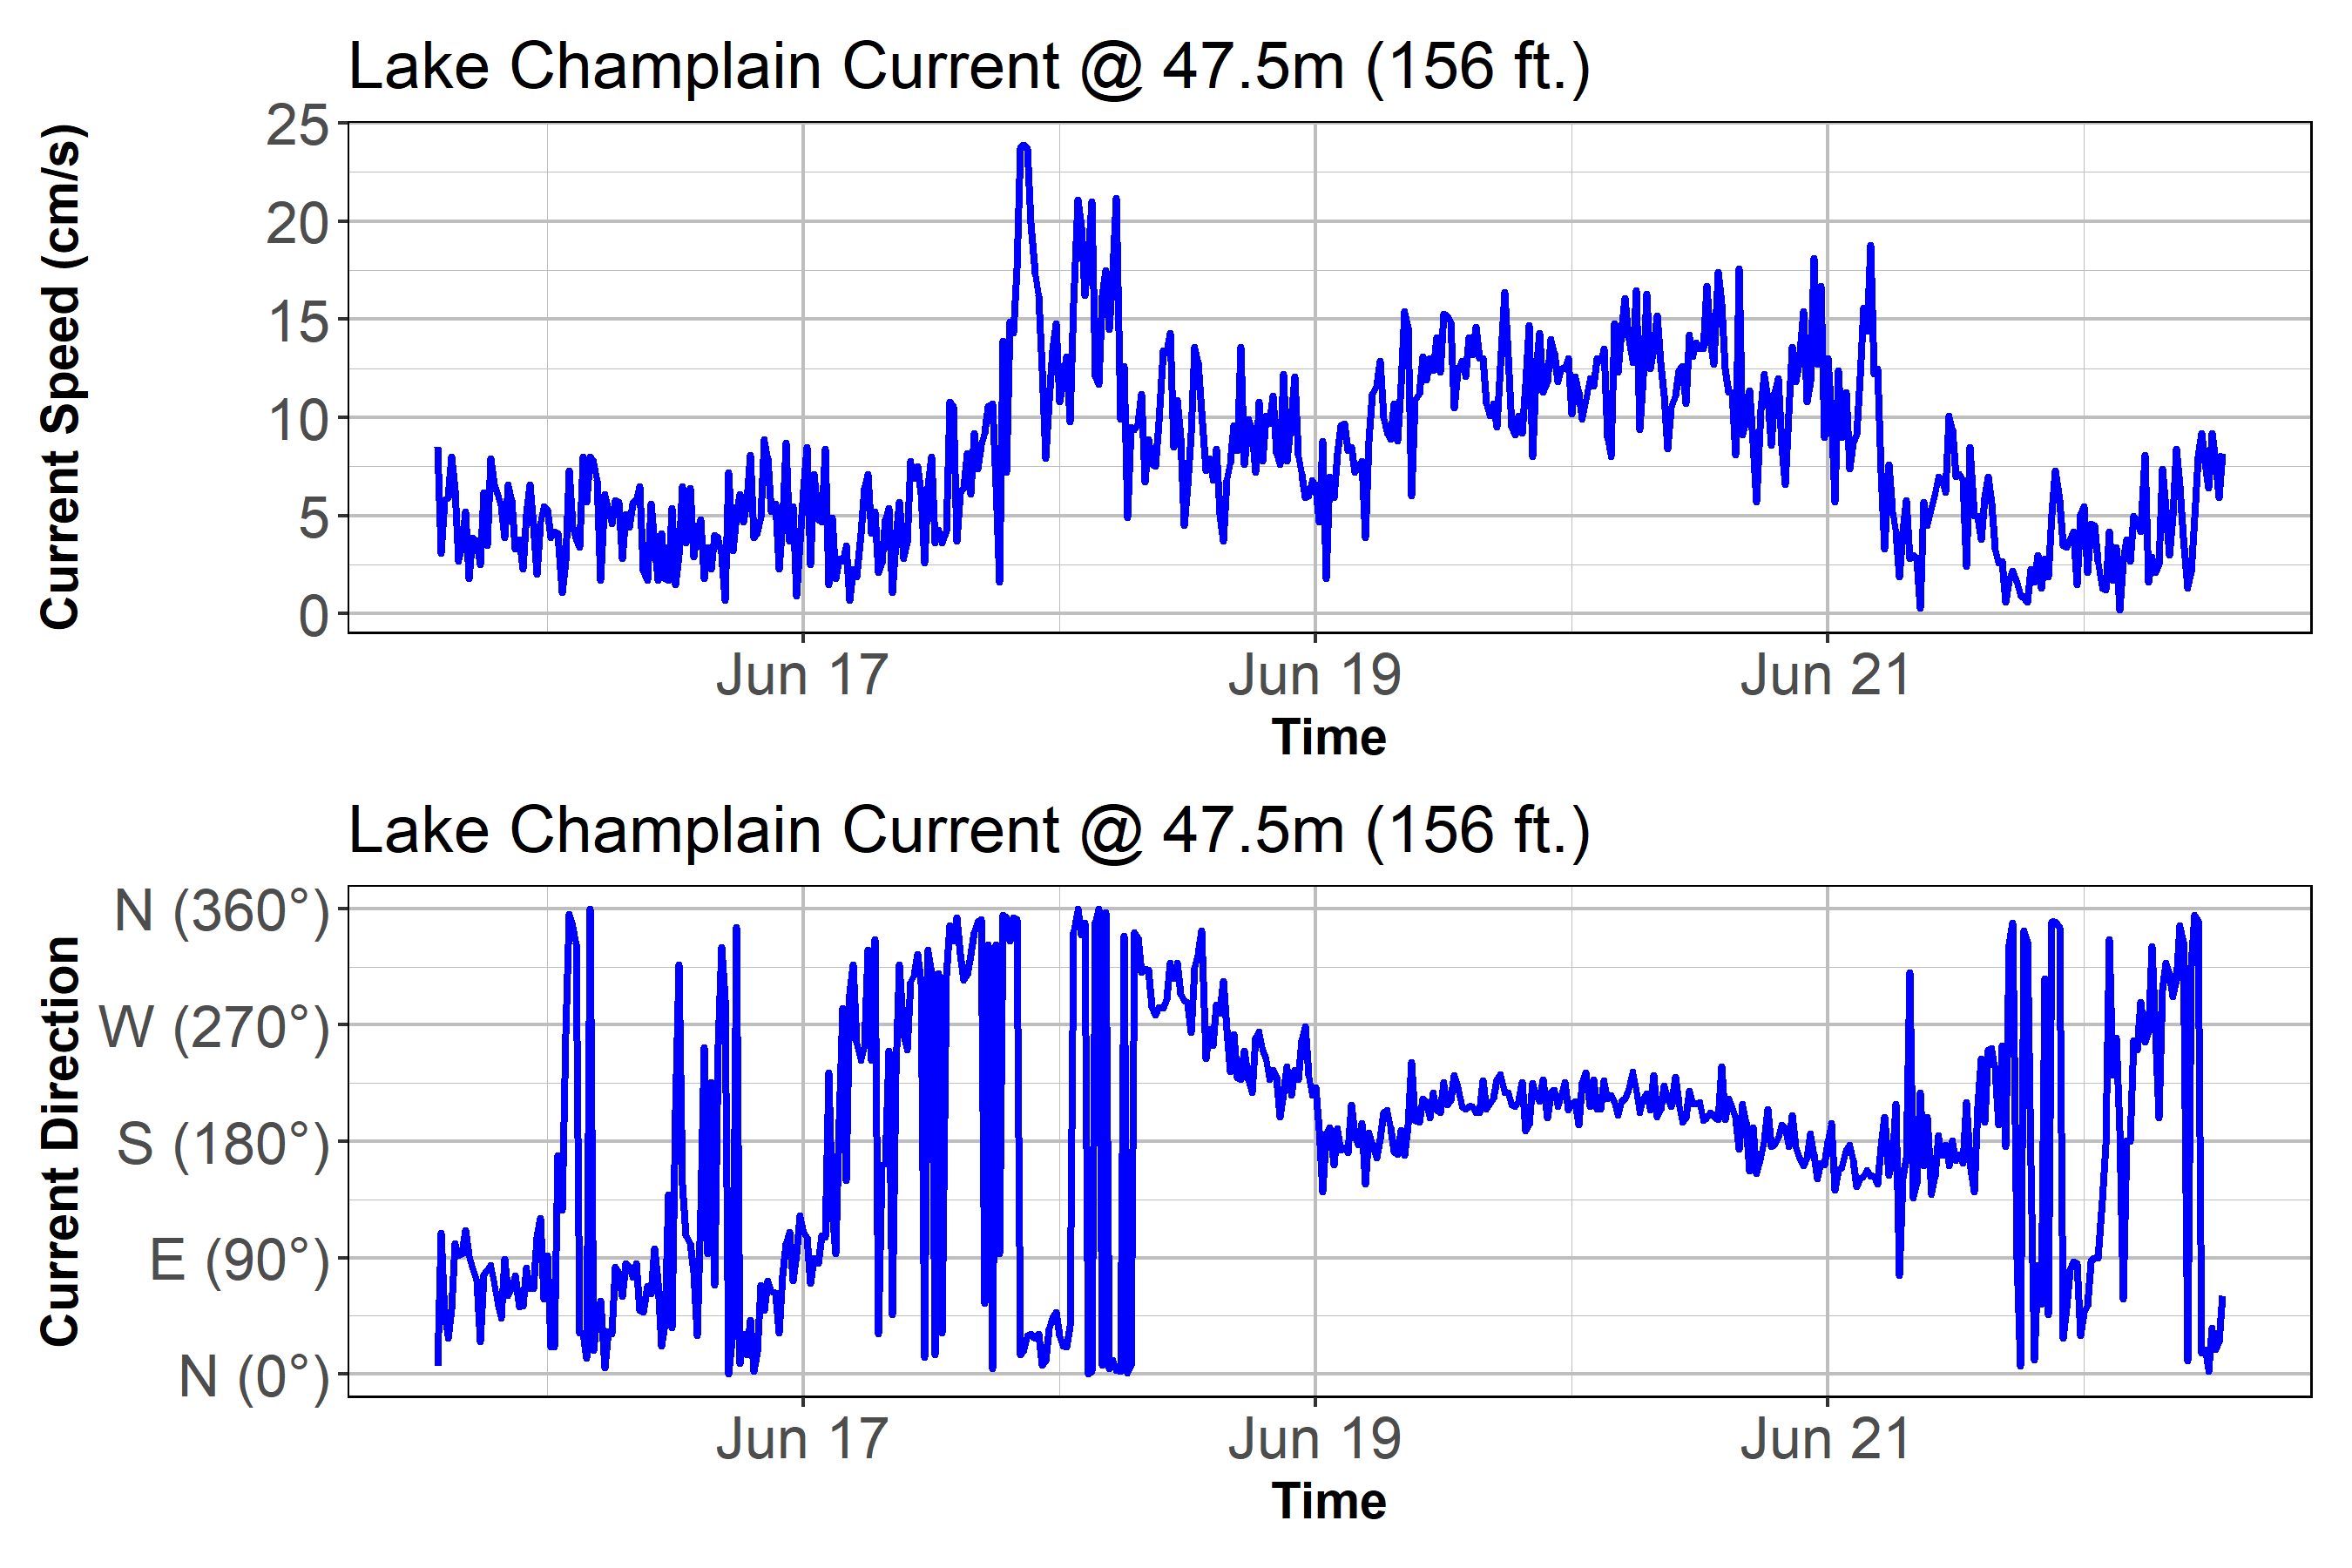 Lake Champlain Current @ 47.5m (156 ft.)
Current Speed (cm/s)
25
20
15
10
5
0
Jun 17 Jun 19 Jun 21
Time
Lake Champlain Current @ 47.5m (156 ft.)
Current Direction
N (360°)
W (270°)
S (180°)
E (90°)
N (0°)
Jun 17 Jun 19 Jun 21
Time